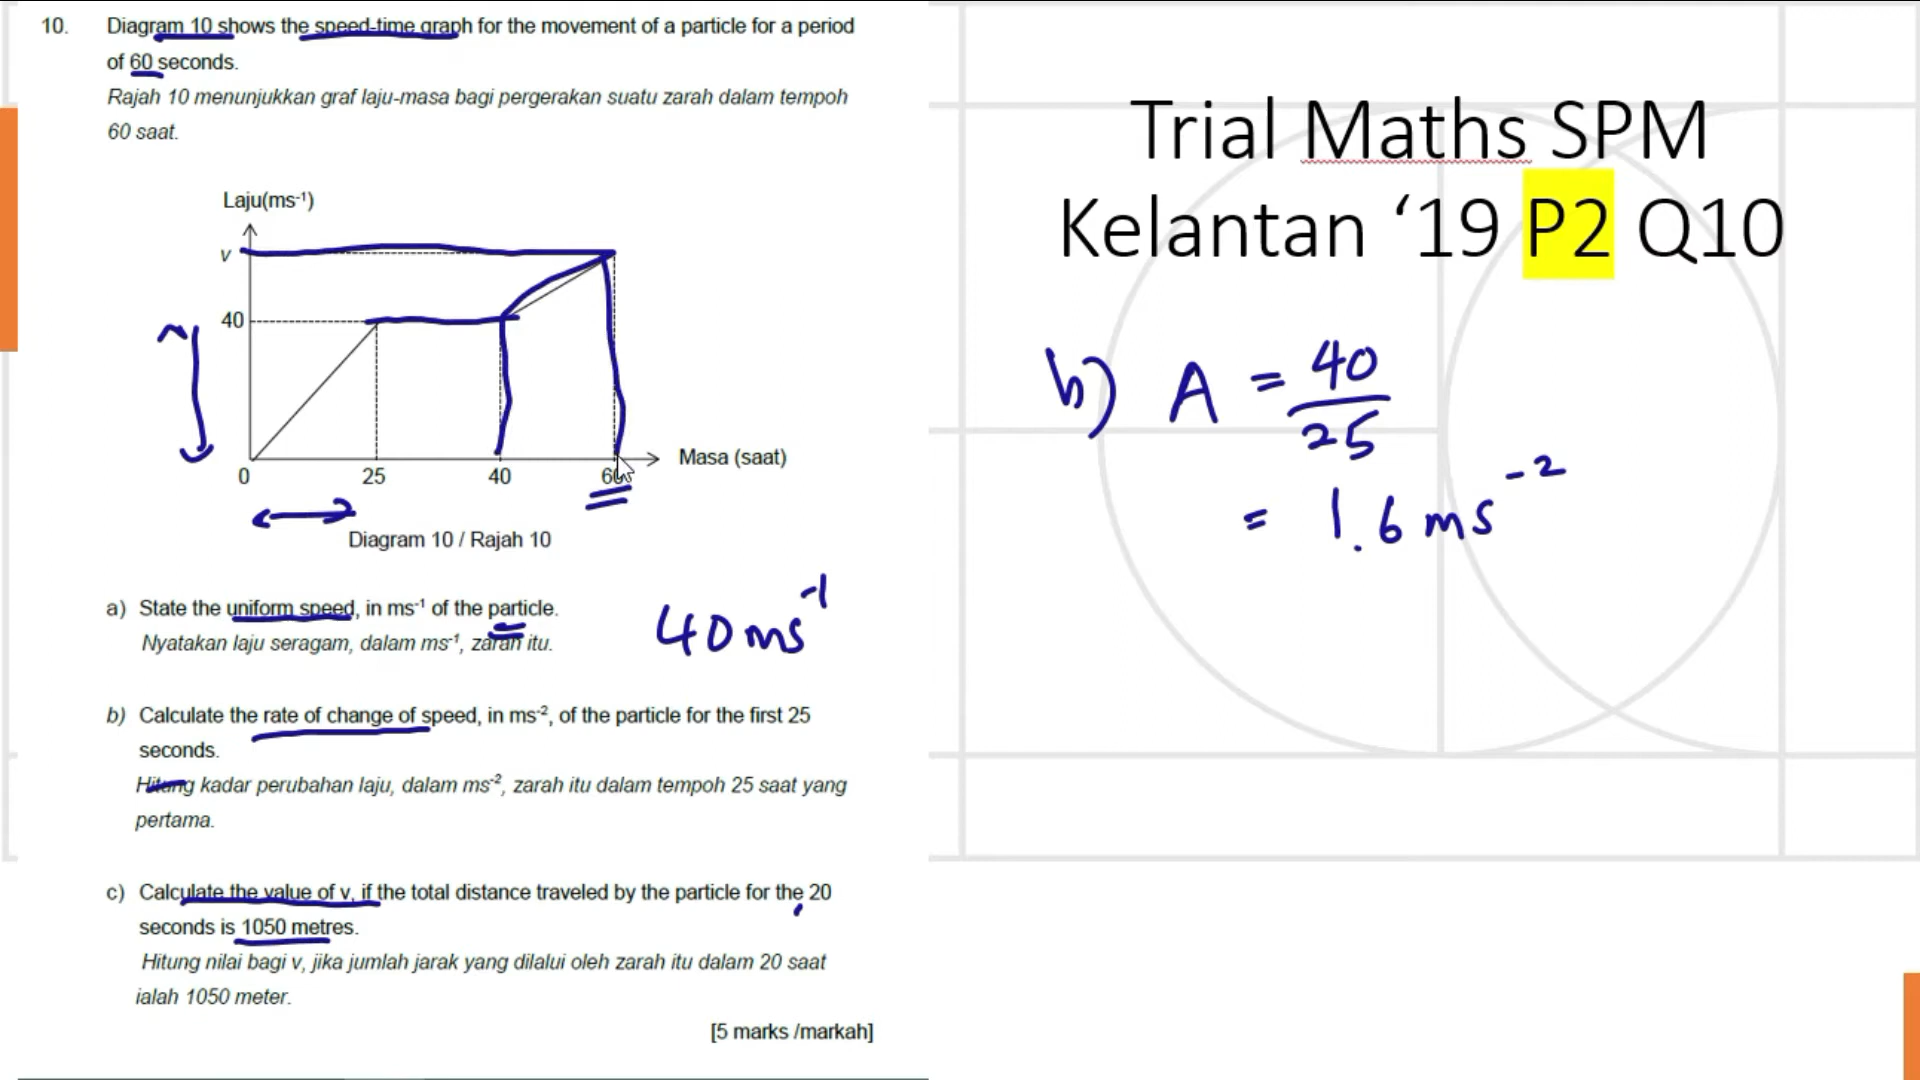 10. Diagram 10 shows the speed-time graph for the movement of a particle for a period
of 60 seconds.
Rajah 10 menunjukkan graf laju-masa bagi pergerakan suatu zarah dalam tempoh
60 saat.
Laju(ms⁻¹)
v
40
0 25 40 60 Masa (saat)
Diagram 10 / Rajah 10
a) State the uniform speed, in ms⁻¹ of the particle.
Nyatakan laju seragam, dalam ms⁻¹, zarah itu.
40 ms⁻¹
b) Calculate the rate of change of speed, in ms⁻², of the particle for the first 25
seconds.
Hitung kadar perubahan laju, dalam ms⁻², zarah itu dalam tempoh 25 saat yang
pertama.
c) Calculate the value of v, if the total distance traveled by the particle for the 20
seconds is 1050 metres.
Hitung nilai bagi v, jika jumlah jarak yang dilalui oleh zarah itu dalam 20 saat
ialah 1050 meter.
[5 marks /markah]
Trial Maths SPM
Kelantan ‘19 P2 Q10
b) A = 40/25
= 1.6 ms⁻²